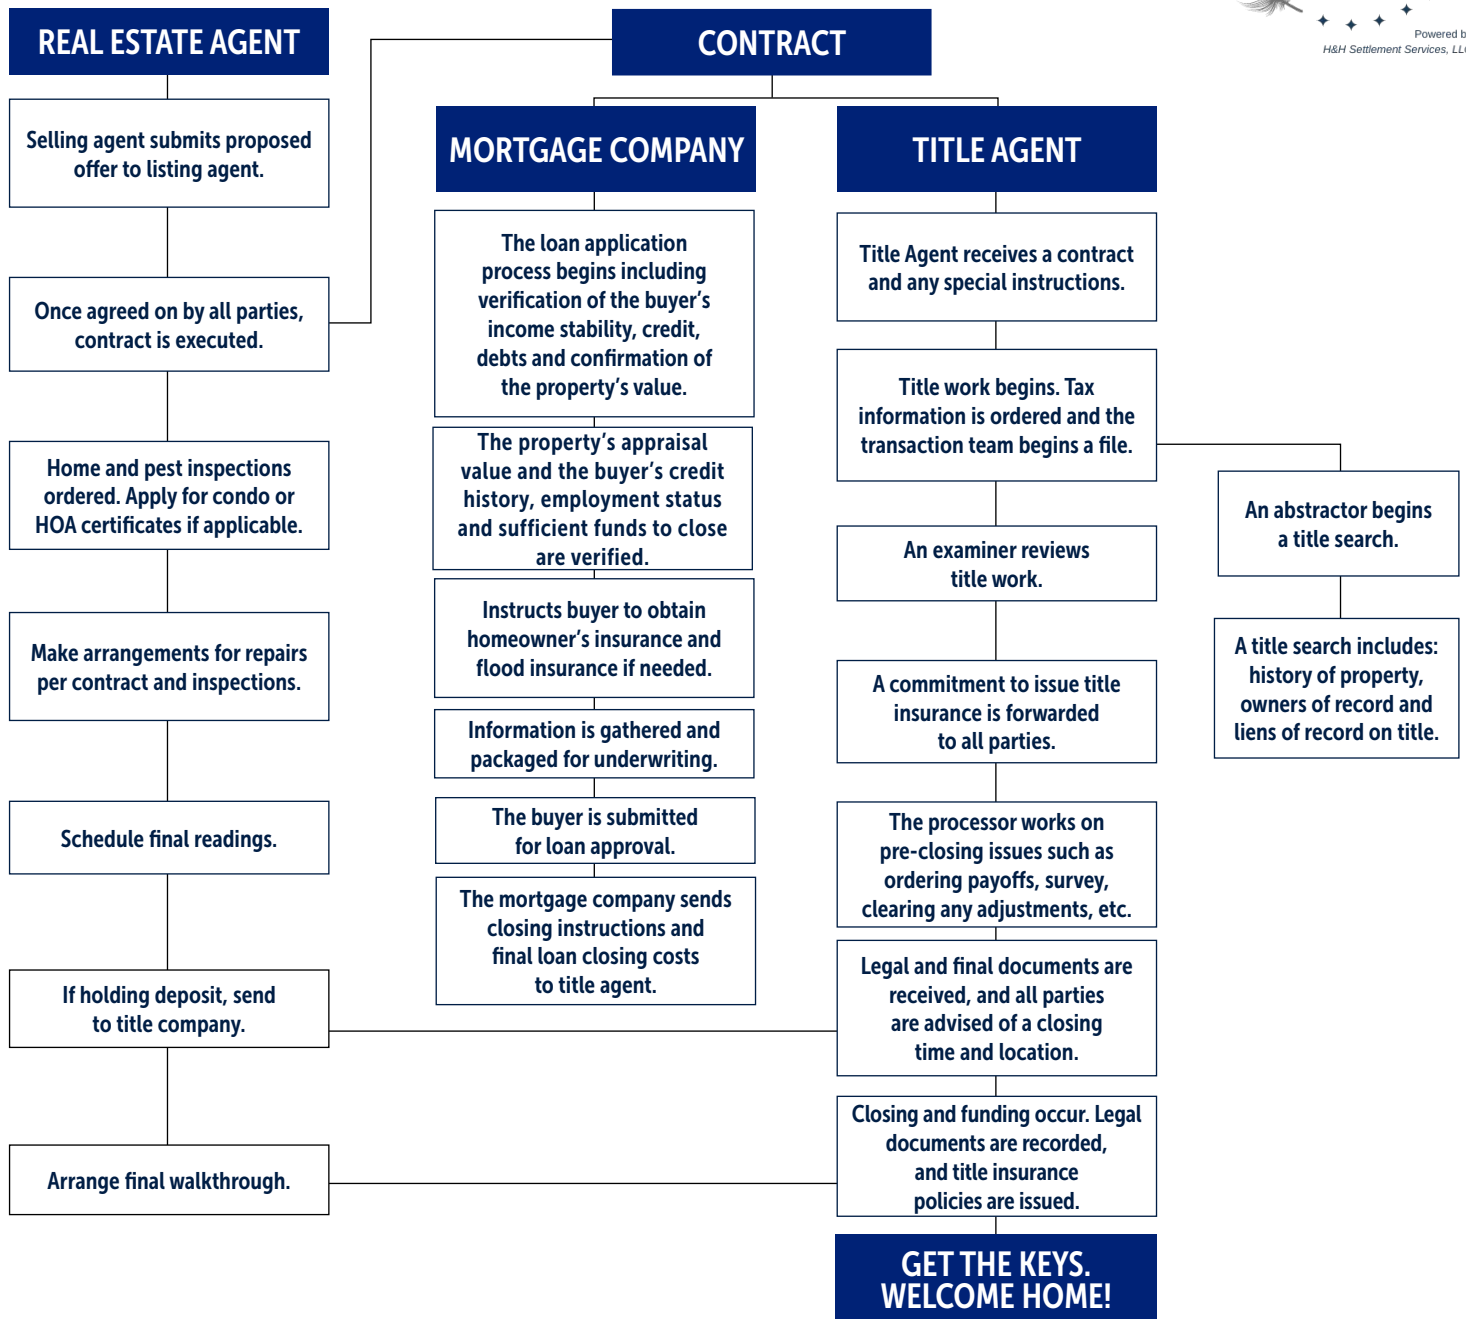 Powered b
H&H Settlement Services, LLC
REAL ESTATE AGENT
Selling agent submits proposed
offer to listing agent.
Once agreed on by all parties,
contract is executed.
Home and pest inspections
ordered. Apply for condo or
HOA certificates if applicable.
Make arrangements for repairs
per contract and inspections.
Schedule final readings.
If holding deposit, send
to title company.
Arrange final walkthrough.
CONTRACT
MORTGAGE COMPANY
The loan application
process begins including
verification of the buyer’s
income stability, credit,
debts and confirmation of
the property’s value.
The property’s appraisal
value and the buyer’s credit
history, employment status
and sufficient funds to close
are verified.
Instructs buyer to obtain
homeowner’s insurance and
flood insurance if needed.
Information is gathered and
packaged for underwriting.
The buyer is submitted
for loan approval.
The mortgage company sends
closing instructions and
final loan closing costs
to title agent.
TITLE AGENT
Title Agent receives a contract
and any special instructions.
Title work begins. Tax
information is ordered and the
transaction team begins a file.
An examiner reviews
title work.
A commitment to issue title
insurance is forwarded
to all parties.
The processor works on
pre-closing issues such as
ordering payoffs, survey,
clearing any adjustments, etc.
Legal and final documents are
received, and all parties
are advised of a closing
time and location.
Closing and funding occur. Legal
documents are recorded,
and title insurance
policies are issued.
GET THE KEYS.
WELCOME HOME!
An abstractor begins
a title search.
A title search includes:
history of property,
owners of record and
liens of record on title.